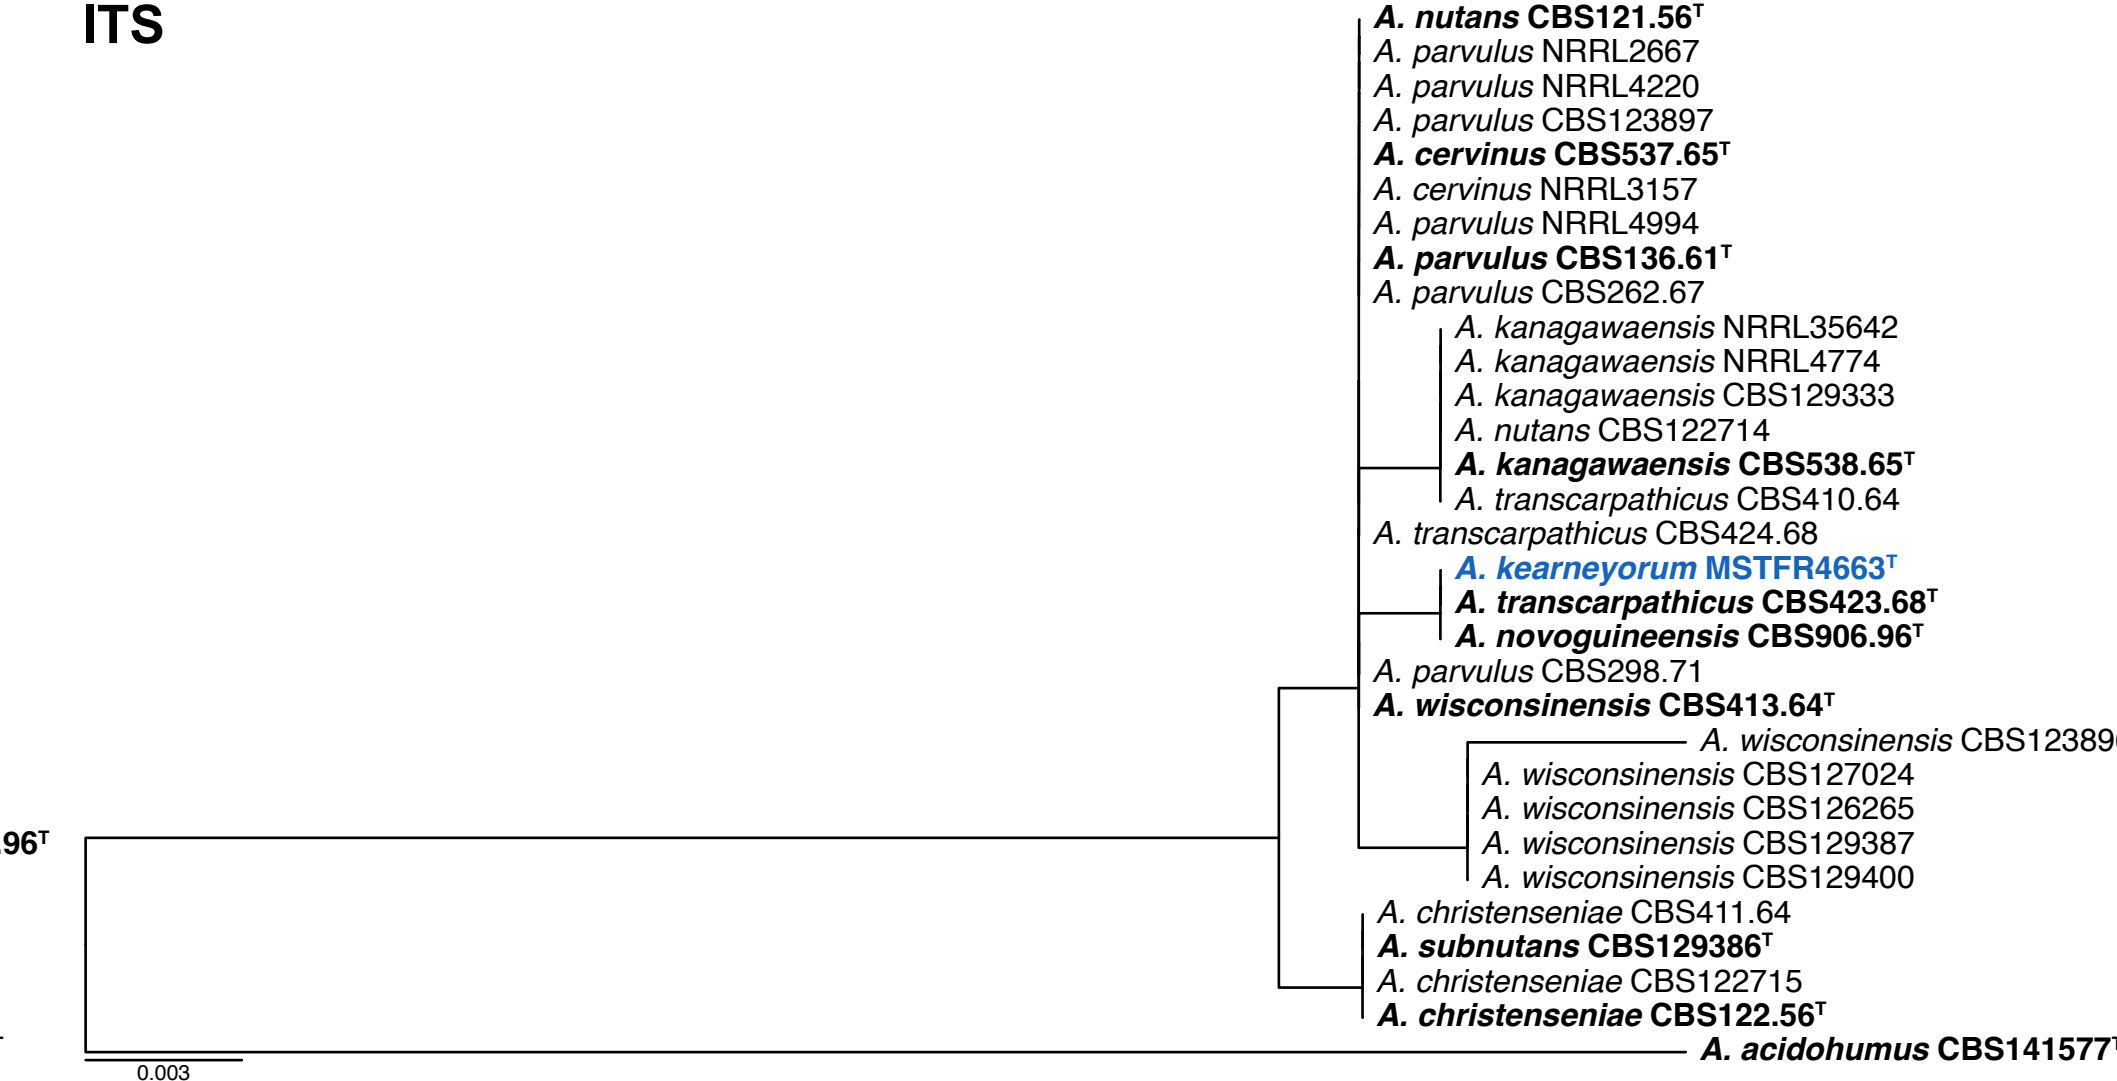 ITS
A. nutans CBS121.56ᵀ
A. parvulus NRRL2667
A. parvulus NRRL4220
A. parvulus CBS123897
A. cervinus CBS537.65ᵀ
A. cervinus NRRL3157
A. parvulus NRRL4994
A. parvulus CBS136.61ᵀ
A. parvulus CBS262.67
A. kanagawaensis NRRL35642
A. kanagawaensis NRRL4774
A. kanagawaensis CBS129333
A. nutans CBS122714
A. kanagawaensis CBS538.65ᵀ
A. transcarpathicus CBS410.64
A. transcarpathicus CBS424.68
A. kearneyorum MSTFR4663ᵀ
A. transcarpathicus CBS423.68ᵀ
A. novoguineensis CBS906.96ᵀ
A. parvulus CBS298.71
A. wisconsinensis CBS413.64ᵀ
A. wisconsinensis
A. wisconsinensis CBS127024
A. wisconsinensis CBS126265
A. wisconsinensis CBS129387
.96ᵀ
A. wisconsinensis CBS129400
A. christenseniae CBS411.64
A. subnutans CBS129386ᵀ
A. christenseniae CBS122715
A. christenseniae CBS122.56ᵀ
A. acidohumus CBS141577ᵀ
0.003